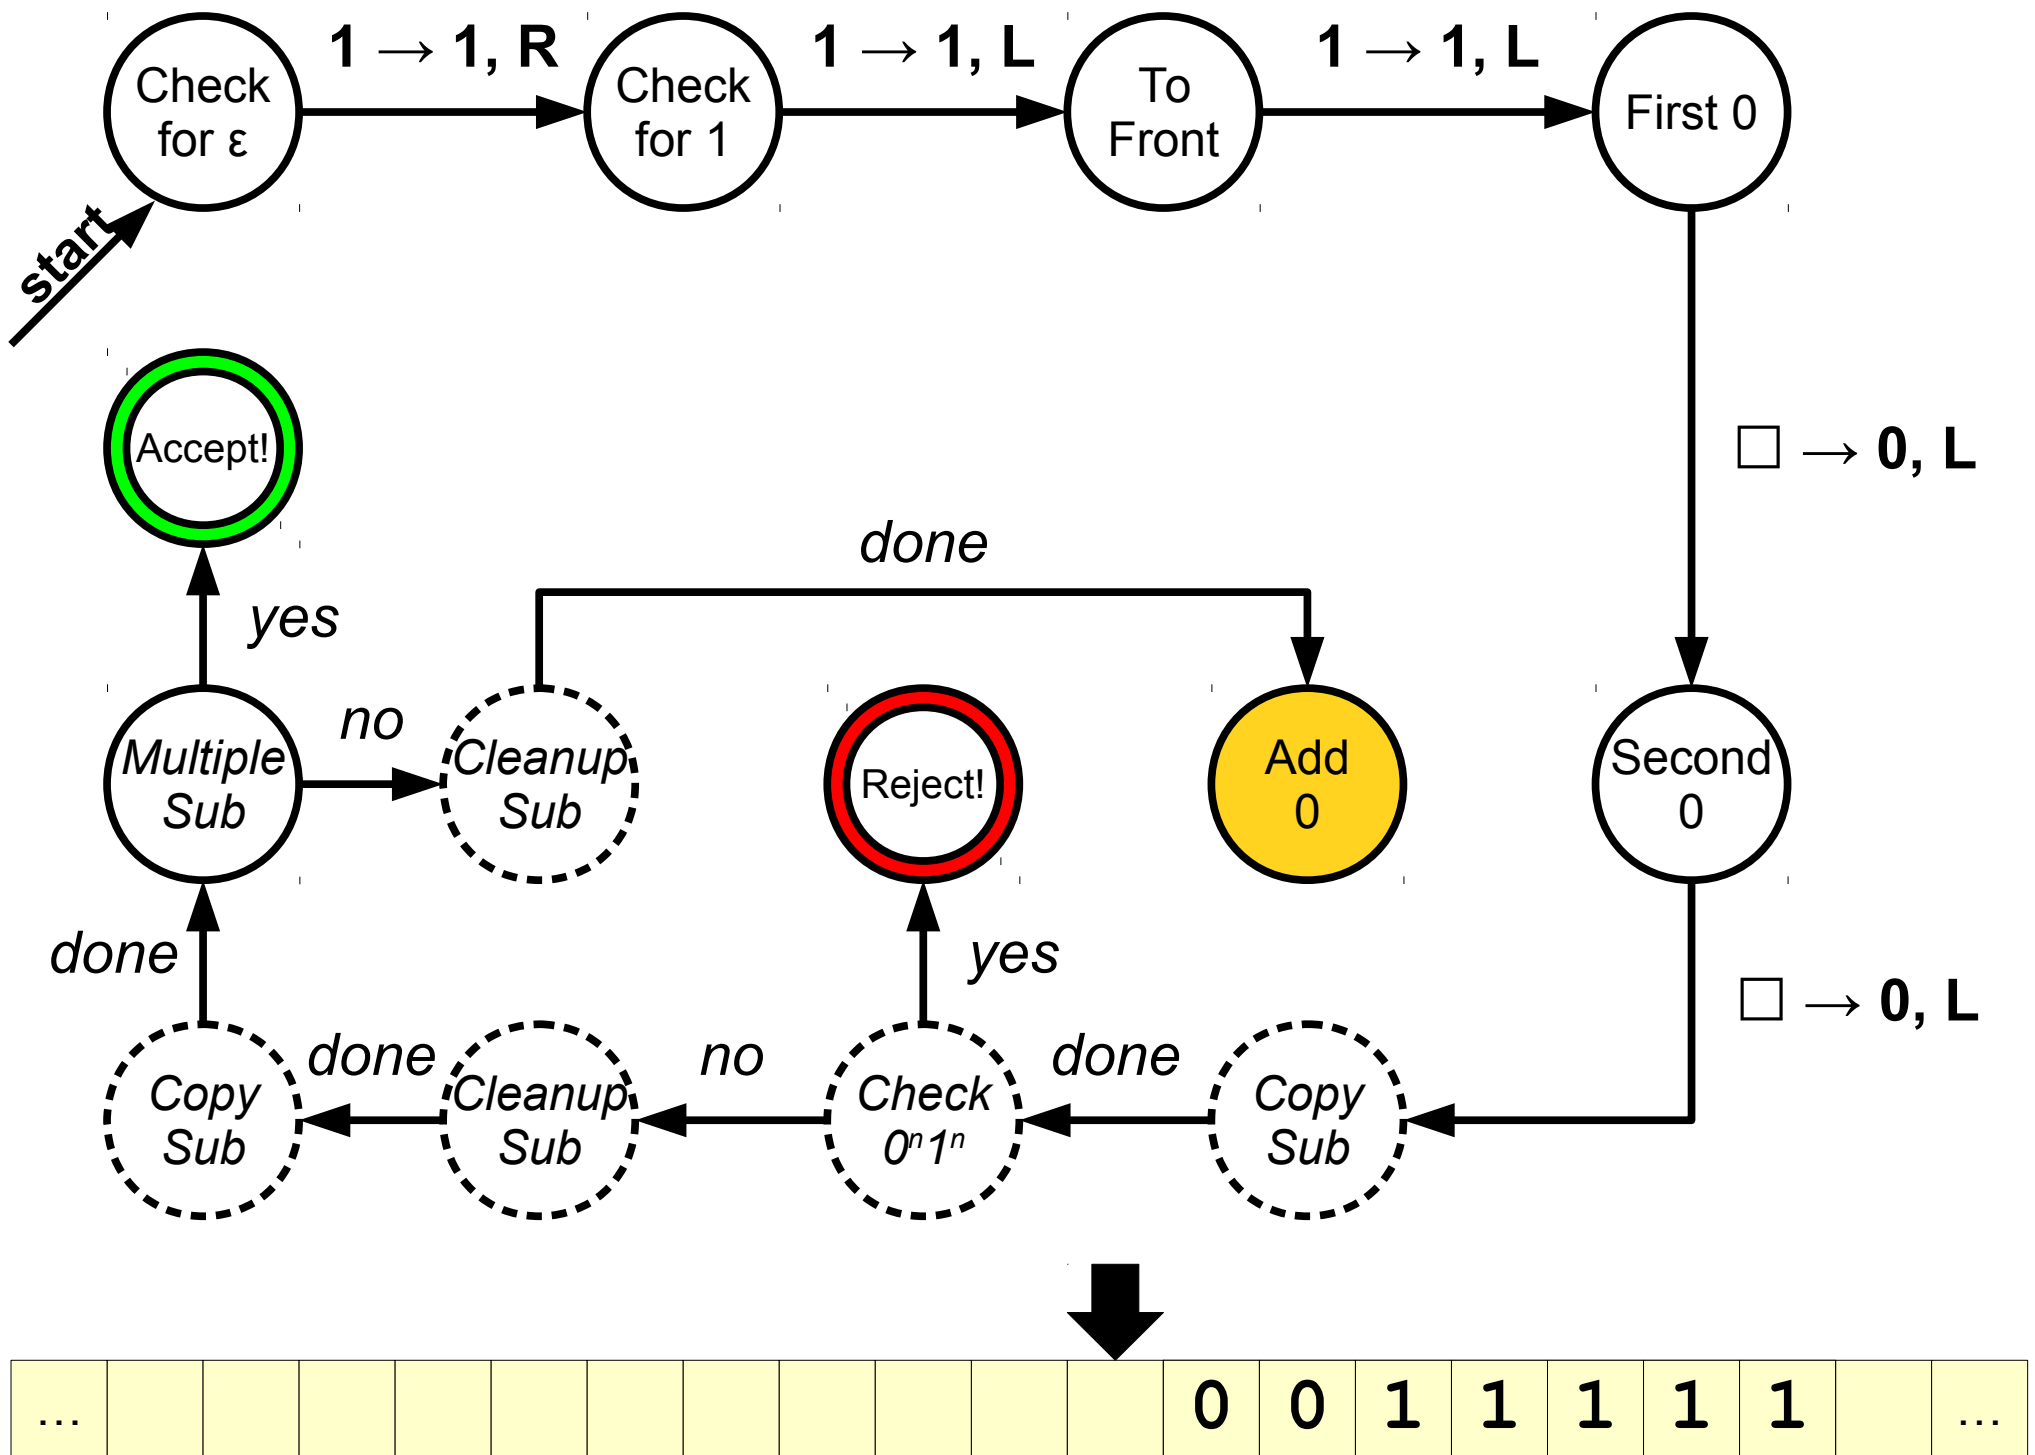 Check
for ε
1 → 1, R
Check
for 1
1 → 1, L
To
Front
1 → 1, L
First 0
start
Accept!
□ → 0, L
done
yes
Multiple
Sub
no
Cleanup
Sub
Reject!
Add
0
Second
0
done
yes
□ → 0, L
Copy
Sub
done
Cleanup
Sub
no
Check
0ⁿ1ⁿ
done
Copy
Sub
... 0 0 1 1 1 1 1 ...